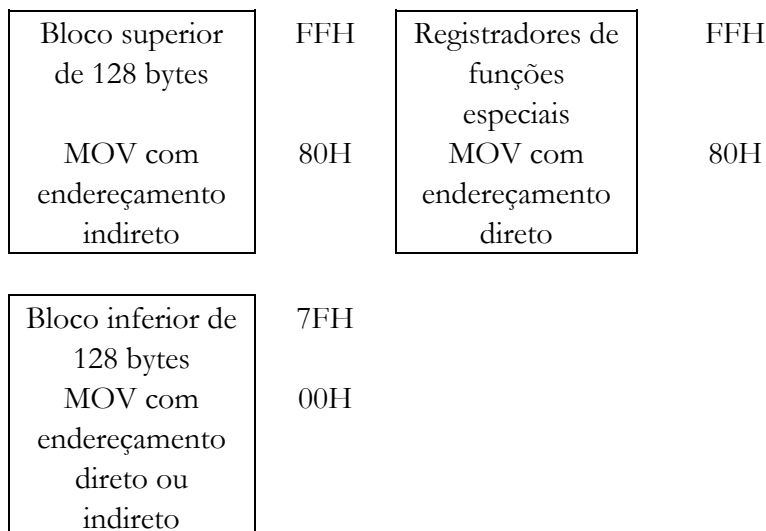 Bloco superior
de 128 bytes
MOV com
endereçamento
indireto
FFH
80H
Registradores de
funções
especiais
MOV com
endereçamento
direto
FFH
80H
Bloco inferior de
128 bytes
MOV com
endereçamento
direto ou
indireto
7FH
00H